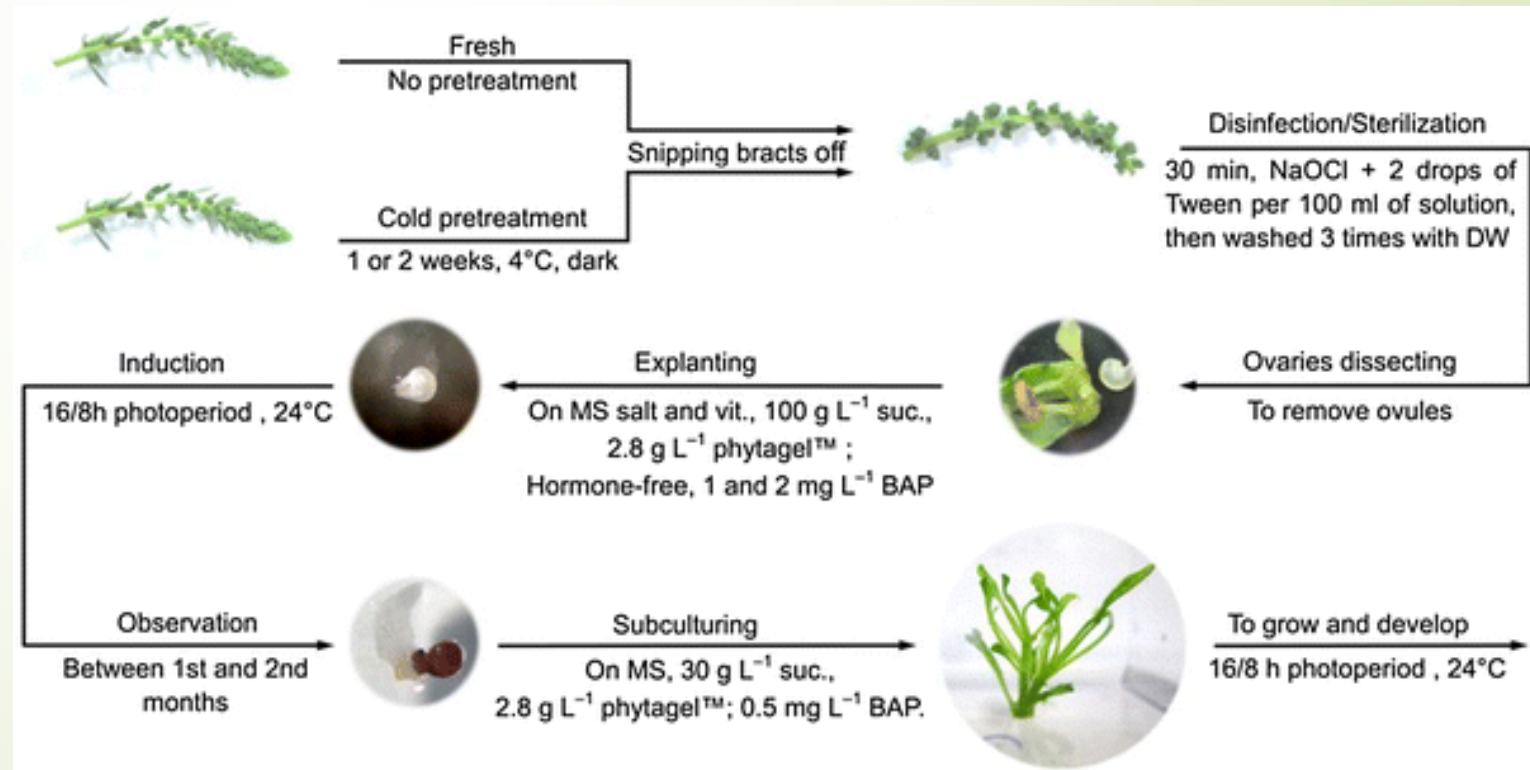 Fresh
No pretreatment
Snipping bracts off
Cold pretreatment
1 or 2 weeks, 4°C, dark
Disinfection/Sterilization
30 min, NaOCl + 2 drops of
Tween per 100 ml of solution,
then washed 3 times with DW
Ovaries dissecting
To remove ovules
Explanting
On MS salt and vit., 100 g L⁻¹ suc.,
2.8 g L⁻¹ phytagel™ ;
Hormone-free, 1 and 2 mg L⁻¹ BAP
Induction
16/8h photoperiod , 24°C
Observation
Between 1st and 2nd
months
Subculturing
On MS, 30 g L⁻¹ suc.,
2.8 g L⁻¹ phytagel™; 0.5 mg L⁻¹ BAP.
To grow and develop
16/8 h photoperiod , 24°C